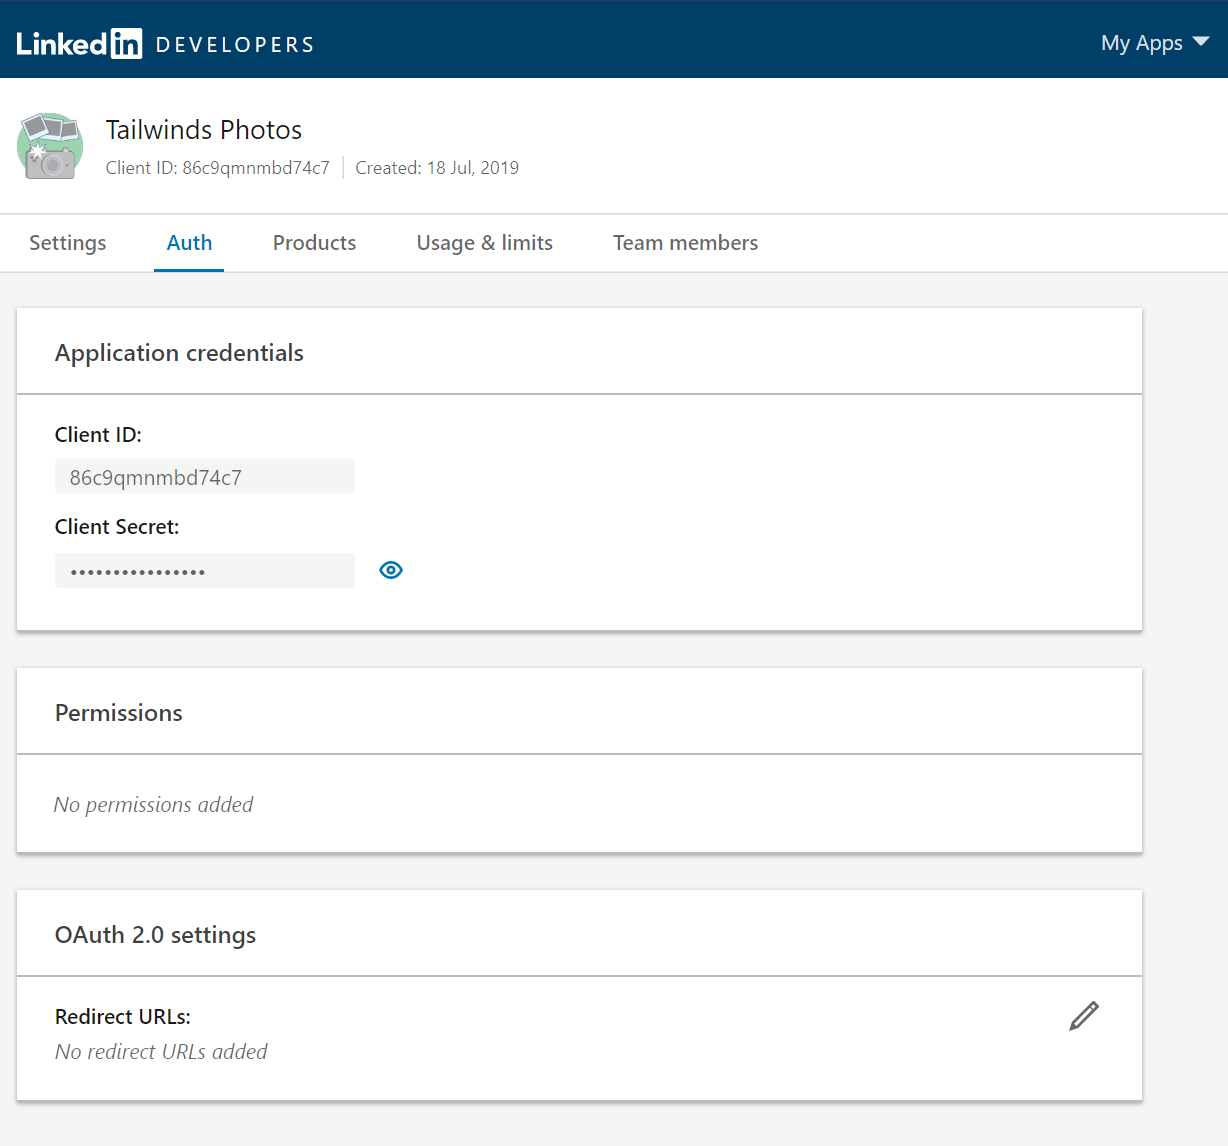 LinkedIn DEVELOPERS
My Apps
Tailwinds Photos
Client ID: 86c9qmnmbd74c7 | Created: 18 Jul, 2019
Settings Auth Products Usage & limits Team members
Application credentials
Client ID:
86c9qmnmbd74c7
Client Secret:
••••••••••••••••
Permissions
No permissions added
OAuth 2.0 settings
Redirect URLs:
No redirect URLs added